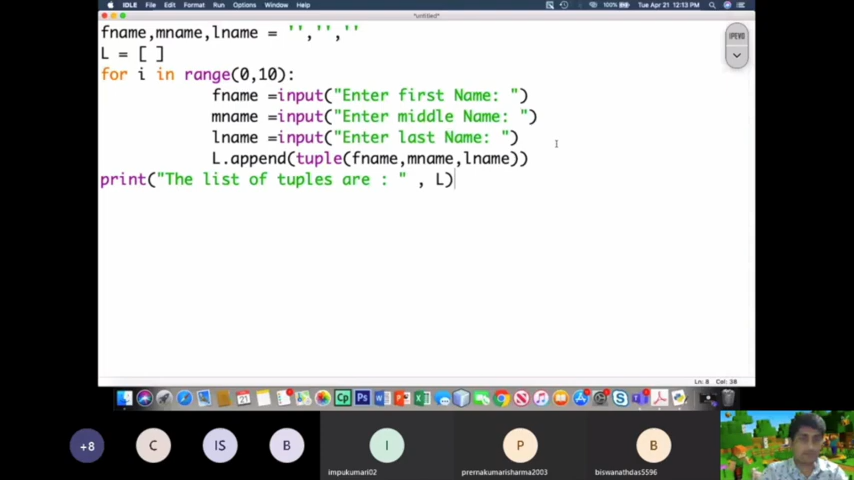 IDLE File Edit Format Run Options Window Help
100% Tue Apr 21 12:13 PM
*untitled*
fname,mname,lname = '','',''
L = [ ]
for i in range(0,10):
fname =input("Enter first Name: ")
mname =input("Enter middle Name: ")
lname =input("Enter last Name: ")
L.append(tuple(fname,mname,lname))
print("The list of tuples are : " , L)
IPEVO
Ln: 8 Col: 38
+8
C
IS
B
I
impukumari02
P
prernakumarisharma2003
B
biswanathdas5596